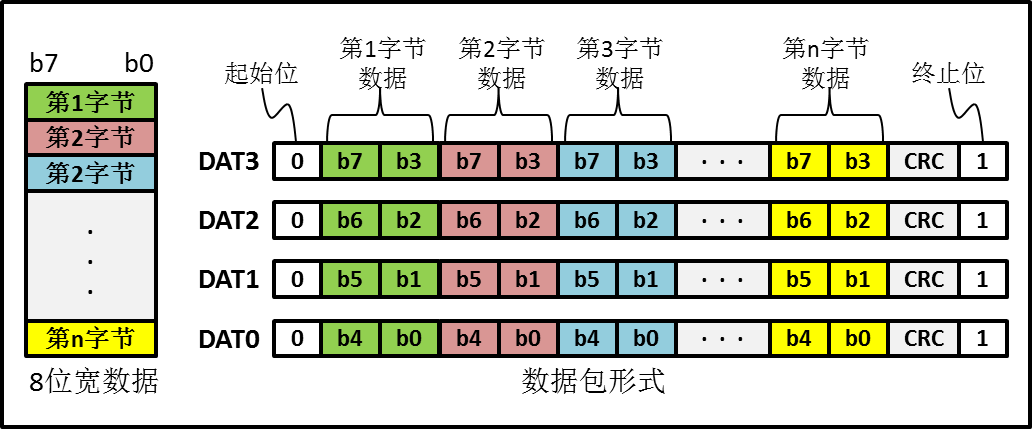 b7 b0
第1字节
第2字节
第2字节
.
.
.
第n字节
8位宽数据
起始位
第1字节
数据
第2字节
数据
第3字节
数据
第n字节
数据
终止位
DAT3 0 b7 b3 b7 b3 b7 b3 · · · b7 b3 CRC 1
DAT2 0 b6 b2 b6 b2 b6 b2 · · · b6 b2 CRC 1
DAT1 0 b5 b1 b5 b1 b5 b1 · · · b5 b1 CRC 1
DAT0 0 b4 b0 b4 b0 b4 b0 · · · b4 b0 CRC 1
数据包形式